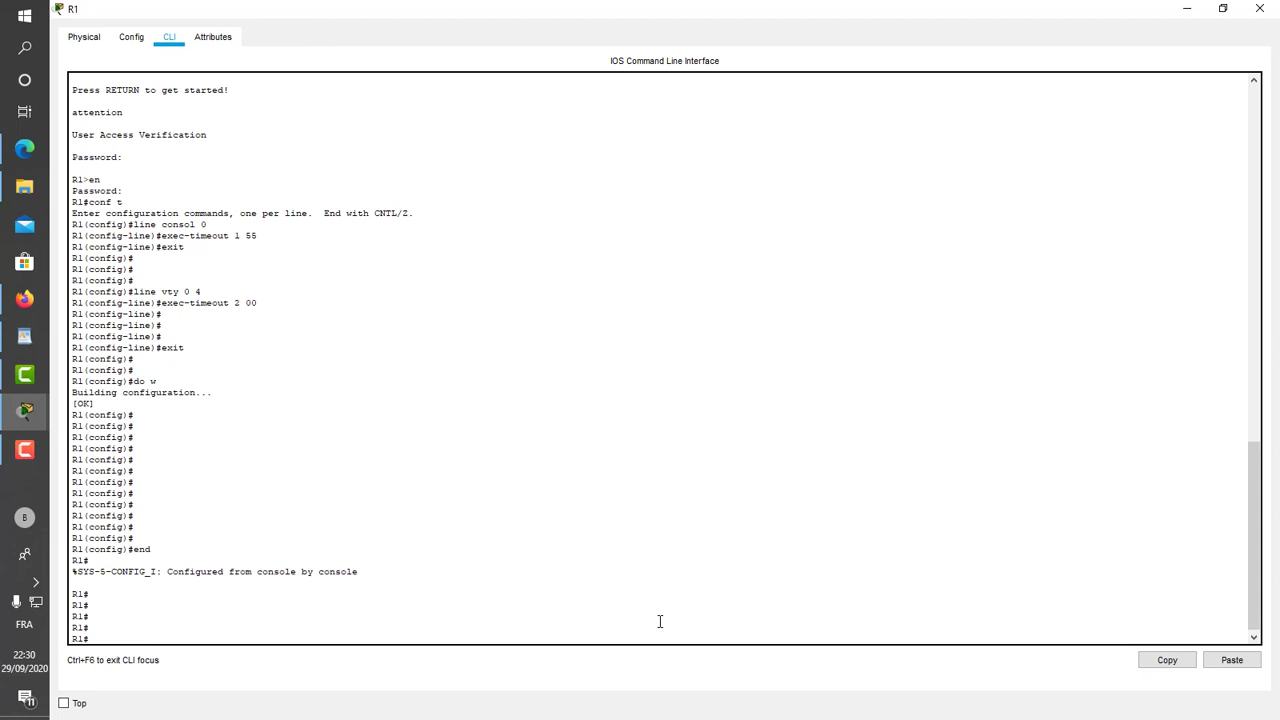 R1
Physical
Config
CLI
Attributes
IOS Command Line Interface
Press RETURN to get started!
attention
User Access Verification
Password:
R1>en
Password:
R1#conf t
Enter configuration commands, one per line.  End with CNTL/Z.
R1(config)#line consol 0
R1(config-line)#exec-timeout 1 55
R1(config-line)#exit
R1(config)#
R1(config)#
R1(config)#
R1(config)#line vty 0 4
R1(config-line)#exec-timeout 2 00
R1(config-line)#
R1(config-line)#
R1(config-line)#
R1(config-line)#exit
R1(config)#
R1(config)#
R1(config)#do w
Building configuration...
[OK]
R1(config)#
R1(config)#
R1(config)#
R1(config)#
R1(config)#
R1(config)#
R1(config)#
R1(config)#
R1(config)#
R1(config)#
R1(config)#
R1(config)#
R1(config)#end
R1#
%SYS-5-CONFIG_I: Configured from console by console
R1#
R1#
R1#
R1#
R1#
Ctrl+F6 to exit CLI focus
Copy
Paste
Top
B
FRA
22:30
29/09/2020
11